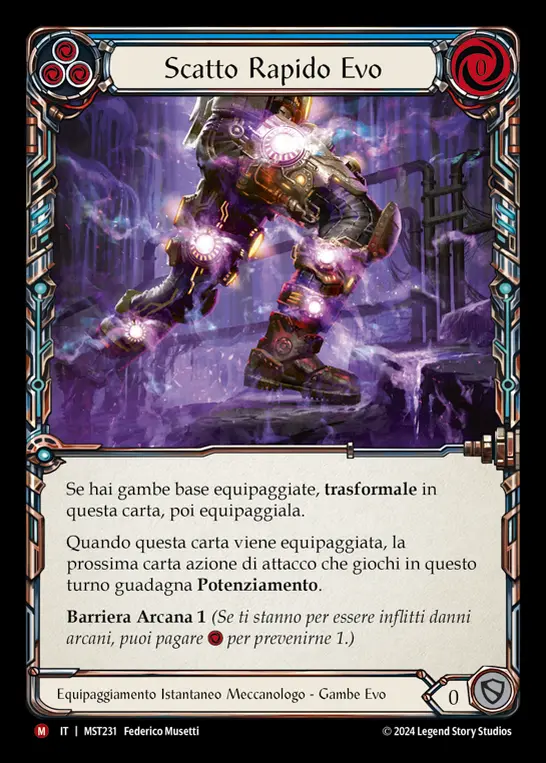 Scatto Rapido Evo
0
Se hai gambe base equipaggiate, trasformale in
questa carta, poi equipaggiala.
Quando questa carta viene equipaggiata, la
prossima carta azione di attacco che giochi in questo
turno guadagna Potenziamento.
Barriera Arcana 1 (Se ti stanno per essere inflitti danni
arcani, puoi pagare per prevenirne 1.)
Equipaggiamento Istantaneo Meccanologo - Gambe Evo
0
M IT | MST231 Federico Musetti
© 2024 Legend Story Studios